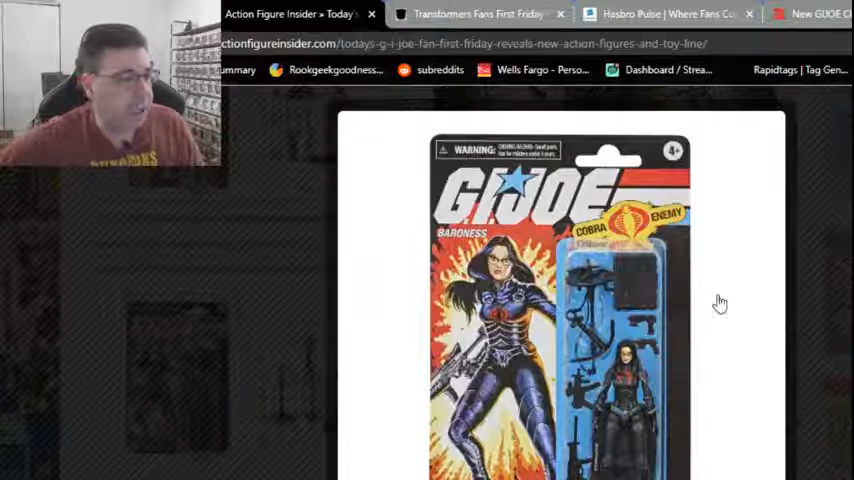 Action Figure Insider » Today'
Transformers Fans First Friday
Hasbro Pulse | Where Fans Co
New GIJOE C
ctionfigureinsider.com/todays-g-i-joe-fan-first-friday-reveals-new-action-figures-and-toy-line/
ummary
Rookgeekgoodness...
subreddits
Wells Fargo - Perso...
Dashboard / Strea...
Rapidtags | Tag Gen...
WARNING:
4+
G.I.JOE
BARONESS
COBRA
ENEMY